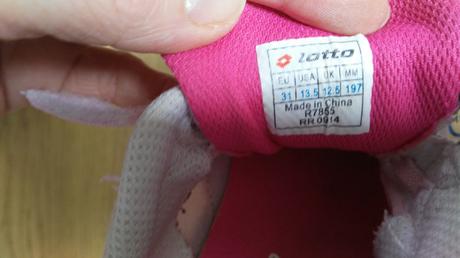 lotto
EU USA UK MM
31 13.5 12.5 197
Made in China
R7855
RR 0914